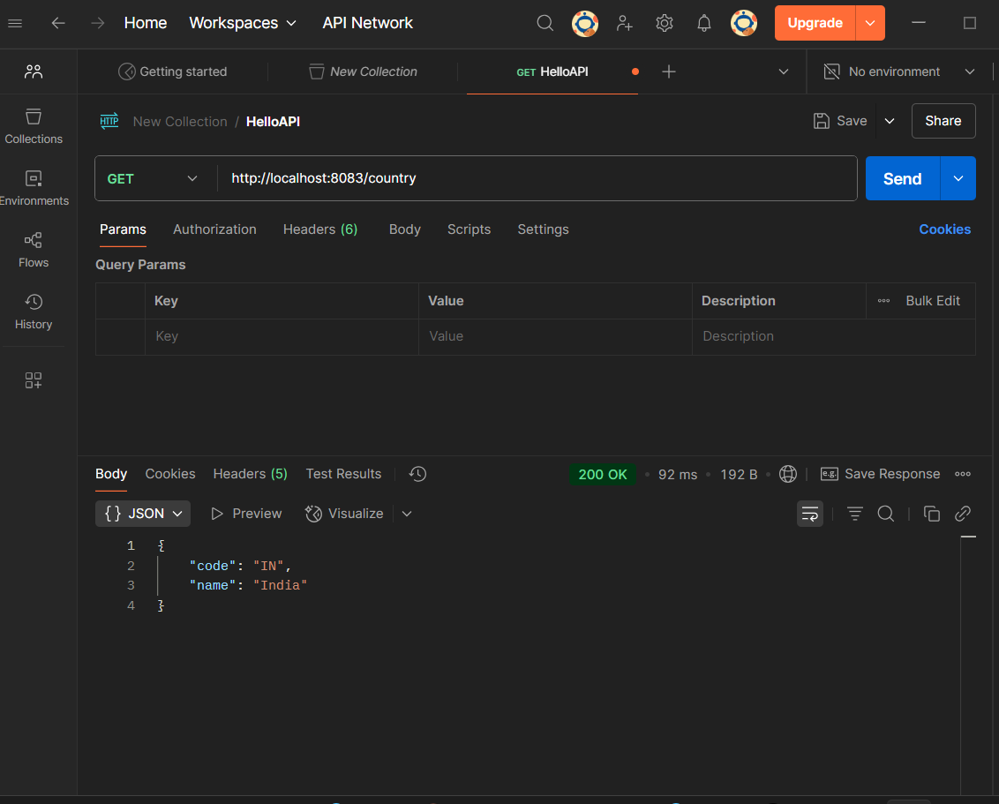 Home Workspaces API Network Upgrade
Getting started New Collection GET HelloAPI No environment
HTTP New Collection / HelloAPI Save Share
Collections
GET http://localhost:8083/country Send
Environments
Params Authorization Headers (6) Body Scripts Settings Cookies
Flows
Query Params
History
Key Value Description Bulk Edit
Key Value Description
Body Cookies Headers (5) Test Results 200 OK • 92 ms • 192 B • e.g. Save Response
{} JSON Preview Visualize
1 {
2 "code": "IN",
3 "name": "India"
4 }